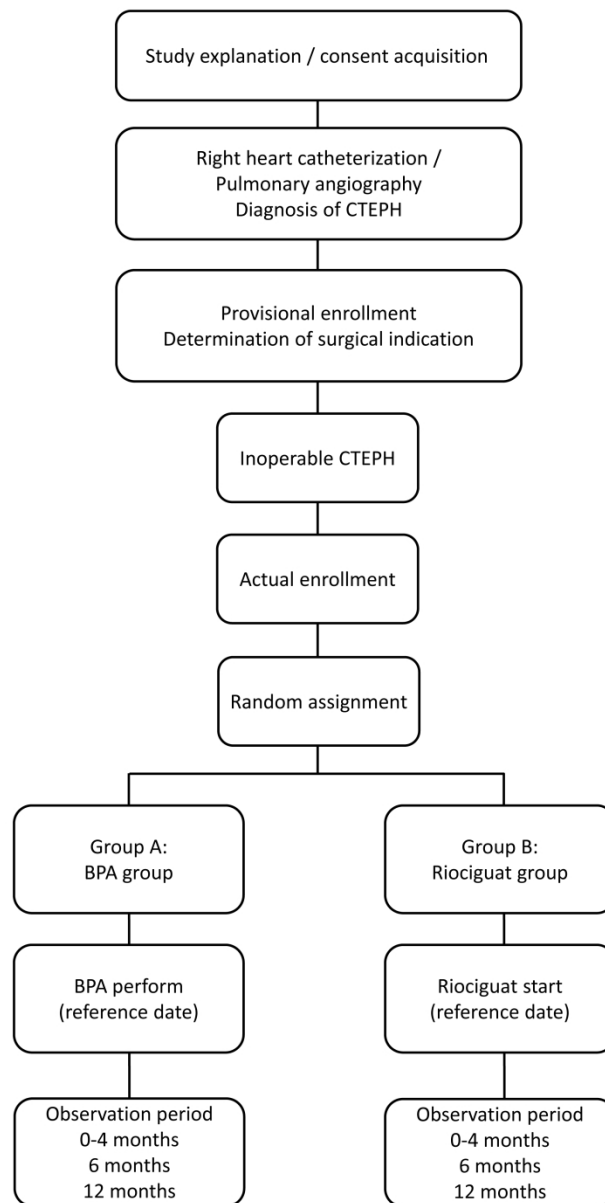 Study explanation / consent acquisition
Right heart catheterization /
Pulmonary angiography
Diagnosis of CTEPH
Provisional enrollment
Determination of surgical indication
Inoperable CTEPH
Actual enrollment
Random assignment
Group A:
BPA group
Group B:
Riociguat group
BPA perform
(reference date)
Riociguat start
(reference date)
Observation period
0-4 months
6 months
12 months
Observation period
0-4 months
6 months
12 months